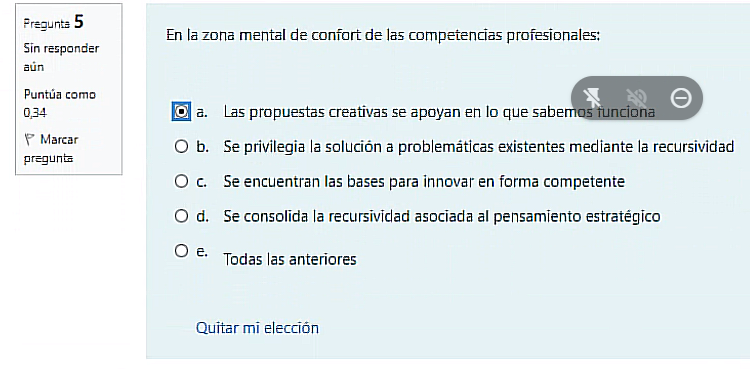 Pregunta 5
Sin responder
aún
Puntúa como
0,34
Marcar
pregunta
En la zona mental de confort de las competencias profesionales:
a. Las propuestas creativas se apoyan en lo que sabemos funciona
b. Se privilegia la solución a problemáticas existentes mediante la recursividad
c. Se encuentran las bases para innovar en forma competente
d. Se consolida la recursividad asociada al pensamiento estratégico
e. Todas las anteriores
Quitar mi elección